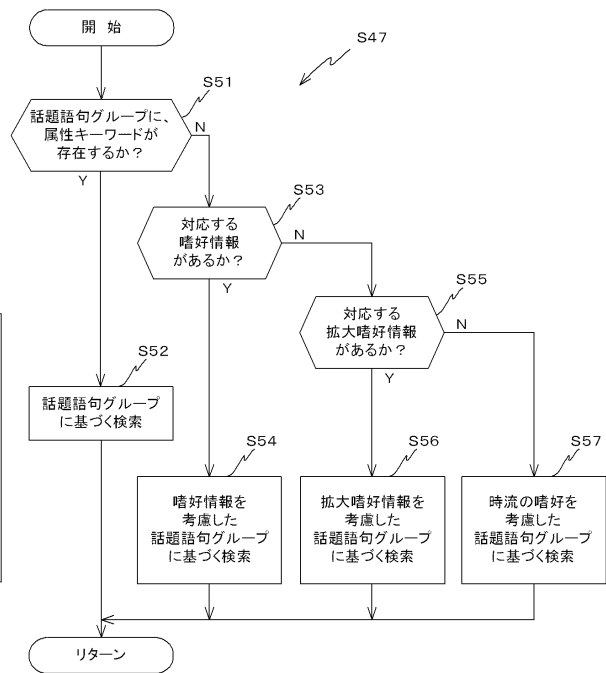 開 始
S47
S51
話題語句グループに、
属性キーワードが
存在するか？
N
Y
S53
対応する
嗜好情報
があるか？
N
Y
S55
対応する
拡大嗜好情報
があるか？
N
Y
S52
話題語句グループ
に基づく検索
S54
嗜好情報を
考慮した
話題語句グループ
に基づく検索
S56
拡大嗜好情報を
考慮した
話題語句グループ
に基づく検索
S57
時流の嗜好を
考慮した
話題語句グループ
に基づく検索
リターン